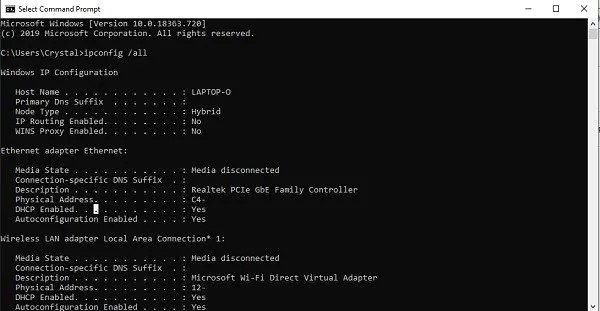 Select Command Prompt
Microsoft Windows [Version 10.0.18363.720]
(c) 2019 Microsoft Corporation. All rights reserved.
C:\Users\Crystal>ipconfig /all
Windows IP Configuration
Host Name . . . . . . . . . . . . : LAPTOP-O
Primary Dns Suffix  . . . . . . . :
Node Type . . . . . . . . . . . . : Hybrid
IP Routing Enabled. . . . . . . . : No
WINS Proxy Enabled. . . . . . . . : No
Ethernet adapter Ethernet:
Media State . . . . . . . . . . . : Media disconnected
Connection-specific DNS Suffix  . :
Description . . . . . . . . . . . : Realtek PCIe GbE Family Controller
Physical Address. . . . . . . . . : C4-
DHCP Enabled. . . . . . . . . . . : Yes
Autoconfiguration Enabled . . . . : Yes
Wireless LAN adapter Local Area Connection* 1:
Media State . . . . . . . . . . . : Media disconnected
Connection-specific DNS Suffix  . :
Description . . . . . . . . . . . : Microsoft Wi-Fi Direct Virtual Adapter
Physical Address. . . . . . . . . : 12-
DHCP Enabled. . . . . . . . . . . : Yes
Autoconfiguration Enabled . . . . : Yes